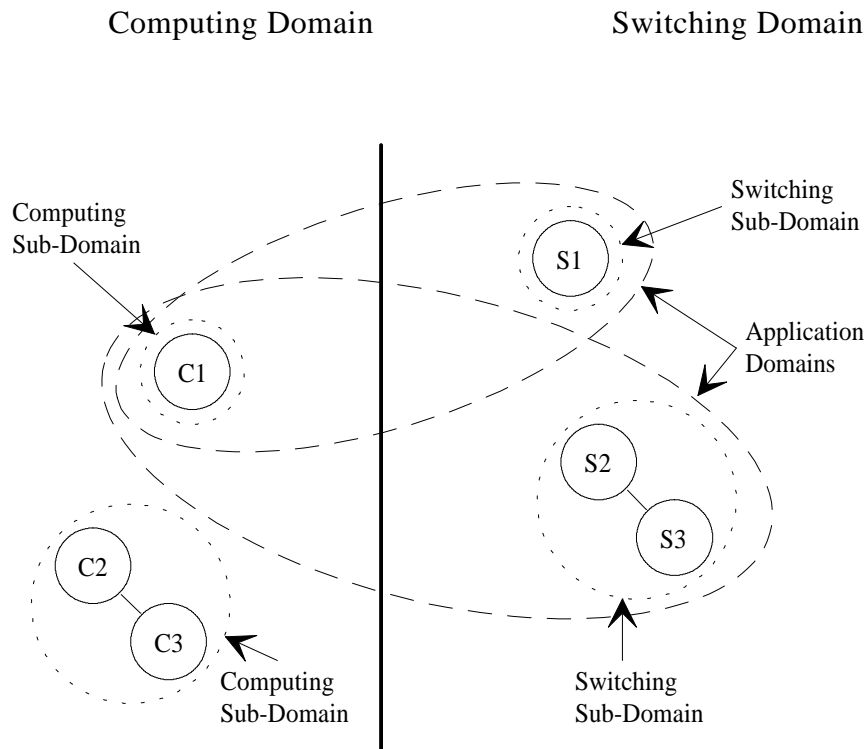 Computing Domain
Switching Domain
Switching
Sub-Domain
Computing
Sub-Domain
S1
Application
Domains
C1
S2
S3
C2
C3
Computing
Sub-Domain
Switching
Sub-Domain